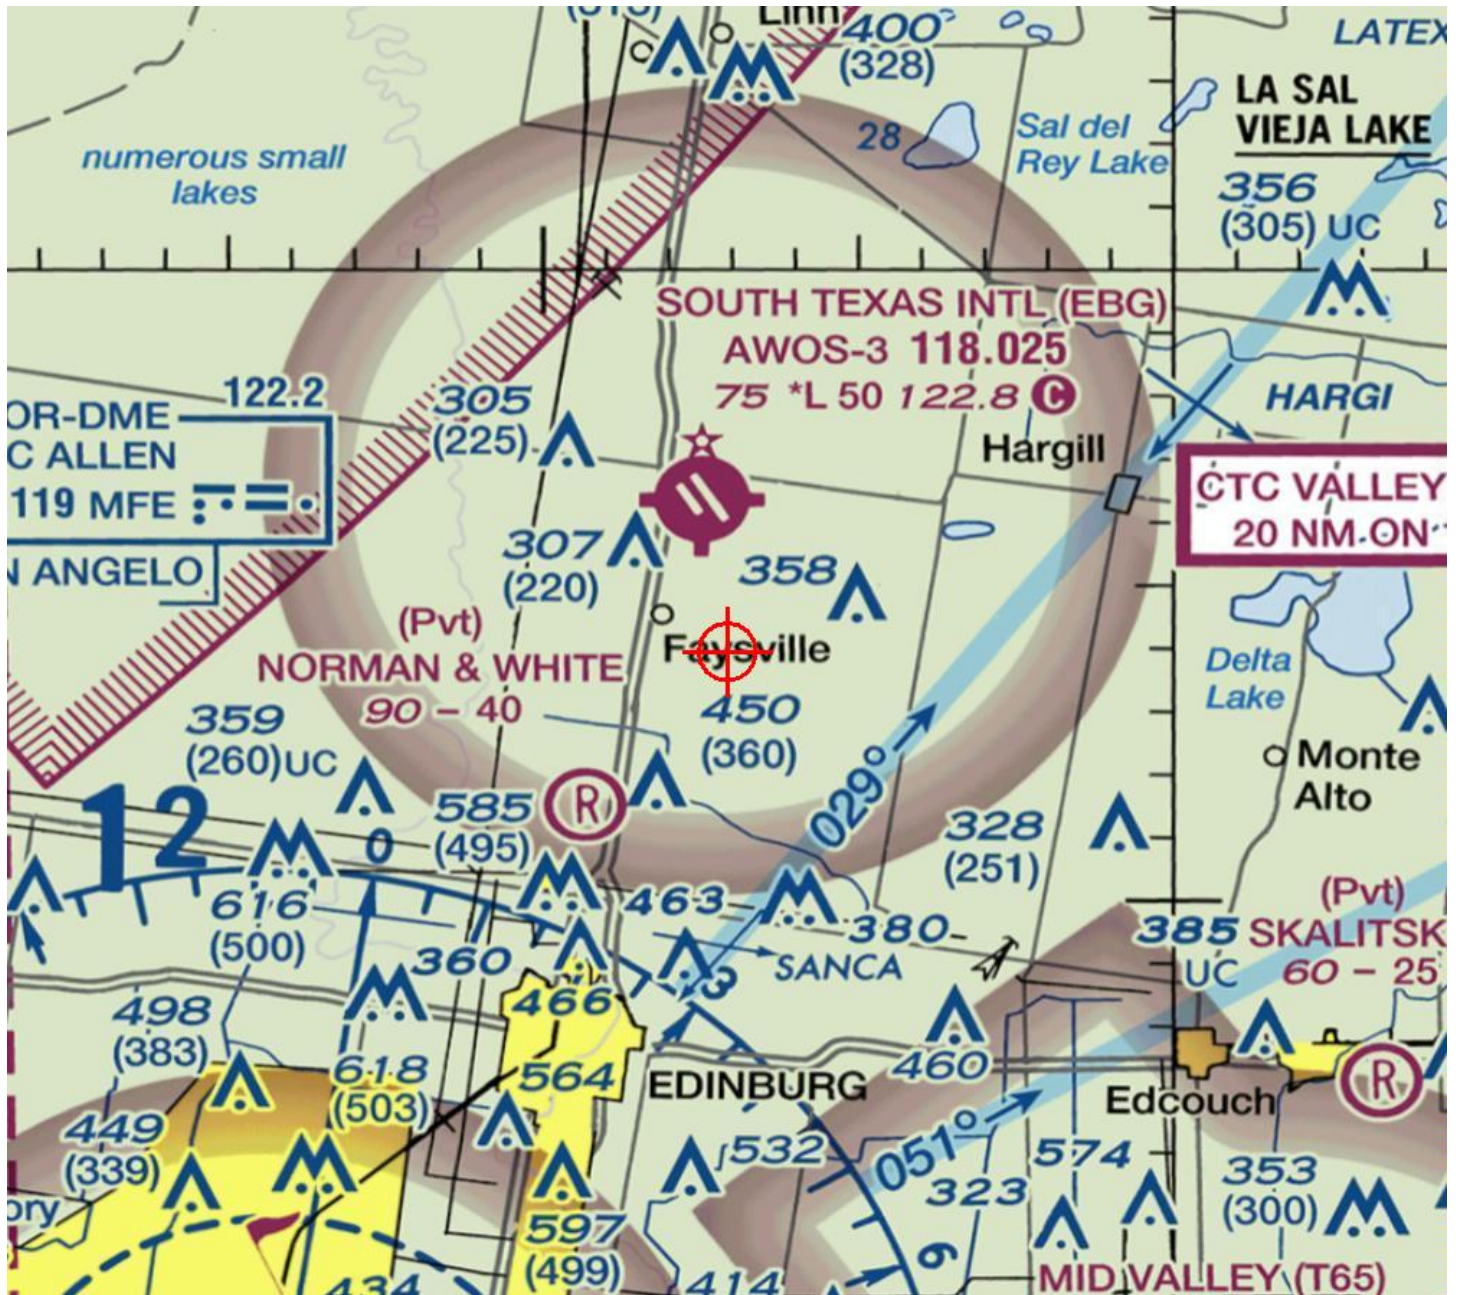 (313)
Linn
400
(328)
LATEX
LA SAL
VIEJA LAKE
28
Sal del
Rey Lake
numerous small
lakes
356
(305) UC
SOUTH TEXAS INTL (EBG)
AWOS-3 118.025
75 *L 50 122.8 C
122.2
OR-DME
C ALLEN
119 MFE
N ANGELO
305
(225)
HARGI
Hargill
CTC VALLEY
20 NM ON
307
(220)
358
(Pvt)
NORMAN & WHITE
90 – 40
Faysville
Delta
Lake
359
(260)UC
450
(360)
Monte
Alto
12
0
585
(495)
R
029°
328
(251)
616
(500)
463
380
SANCA
(Pvt)
SKALITSK
60 – 25
385
UC
360
3
466
498
(383)
618
(503)
564
EDINBURG
460
Edcouch
R
449
(339)
532
051°
574
323
353
(300)
ory
597
(499)
6
434
414
MID VALLEY (T65)